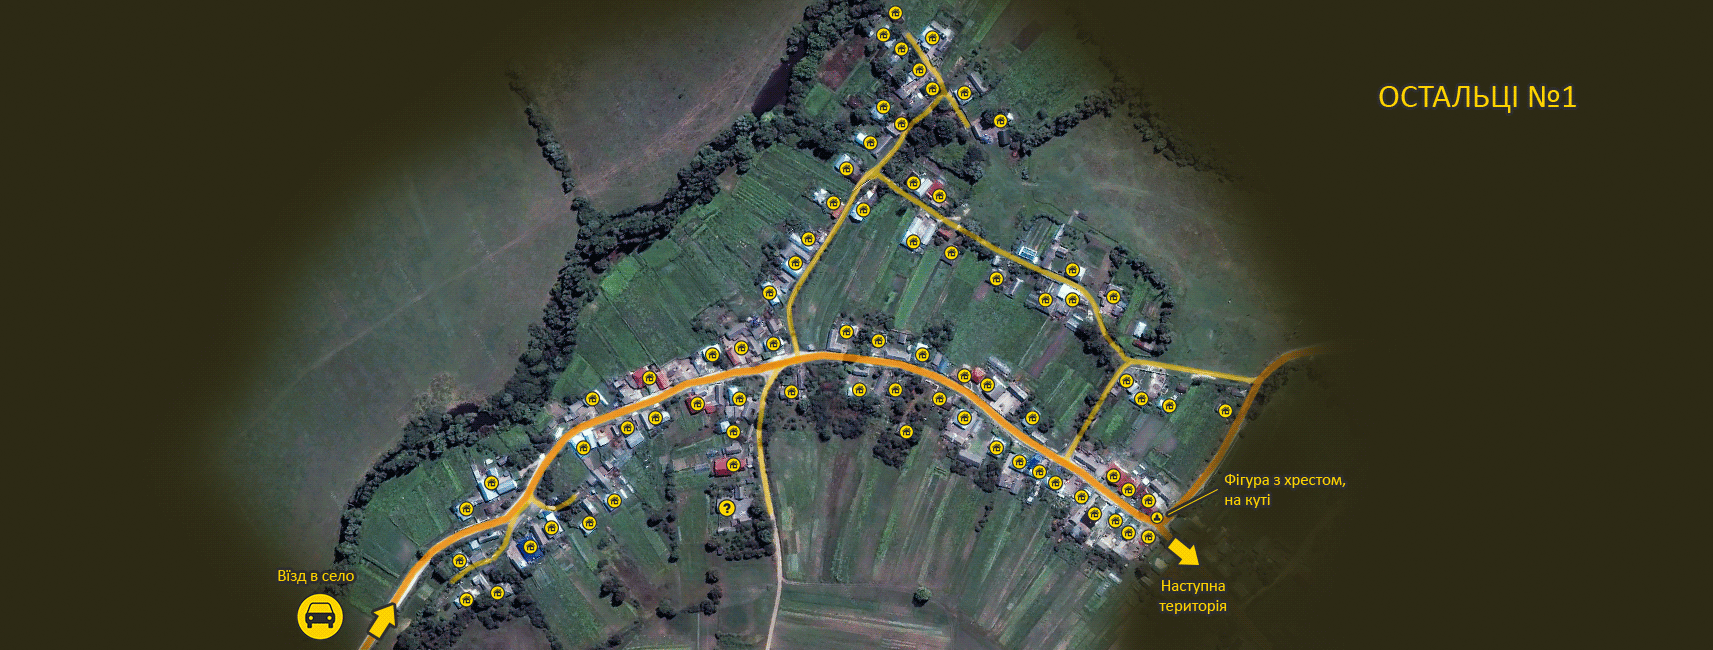 ОСТАЛЬЦІ №1
Фігура з хрестом,
на куті
?
Вїзд в село
Наступна
територія